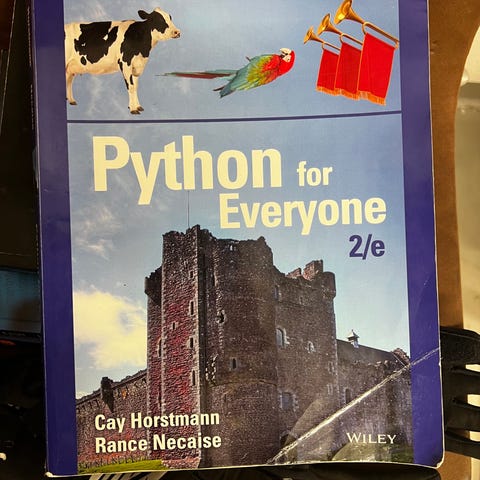 Python for
Everyone
2/e
Cay Horstmann
Rance Necaise
WILEY